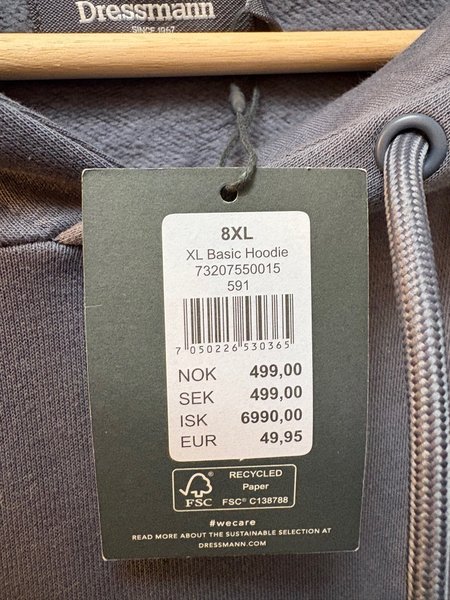 Dressmann
SINCE 1967
8XL
XL Basic Hoodie
73207550015
591
7 050226 530365
NOK 499,00
SEK 499,00
ISK 6990,00
EUR 49,95
FSC
RECYCLED
Paper
FSC® C138788
#wecare
READ MORE ABOUT THE SUSTAINABLE SELECTION AT
DRESSMANN.COM